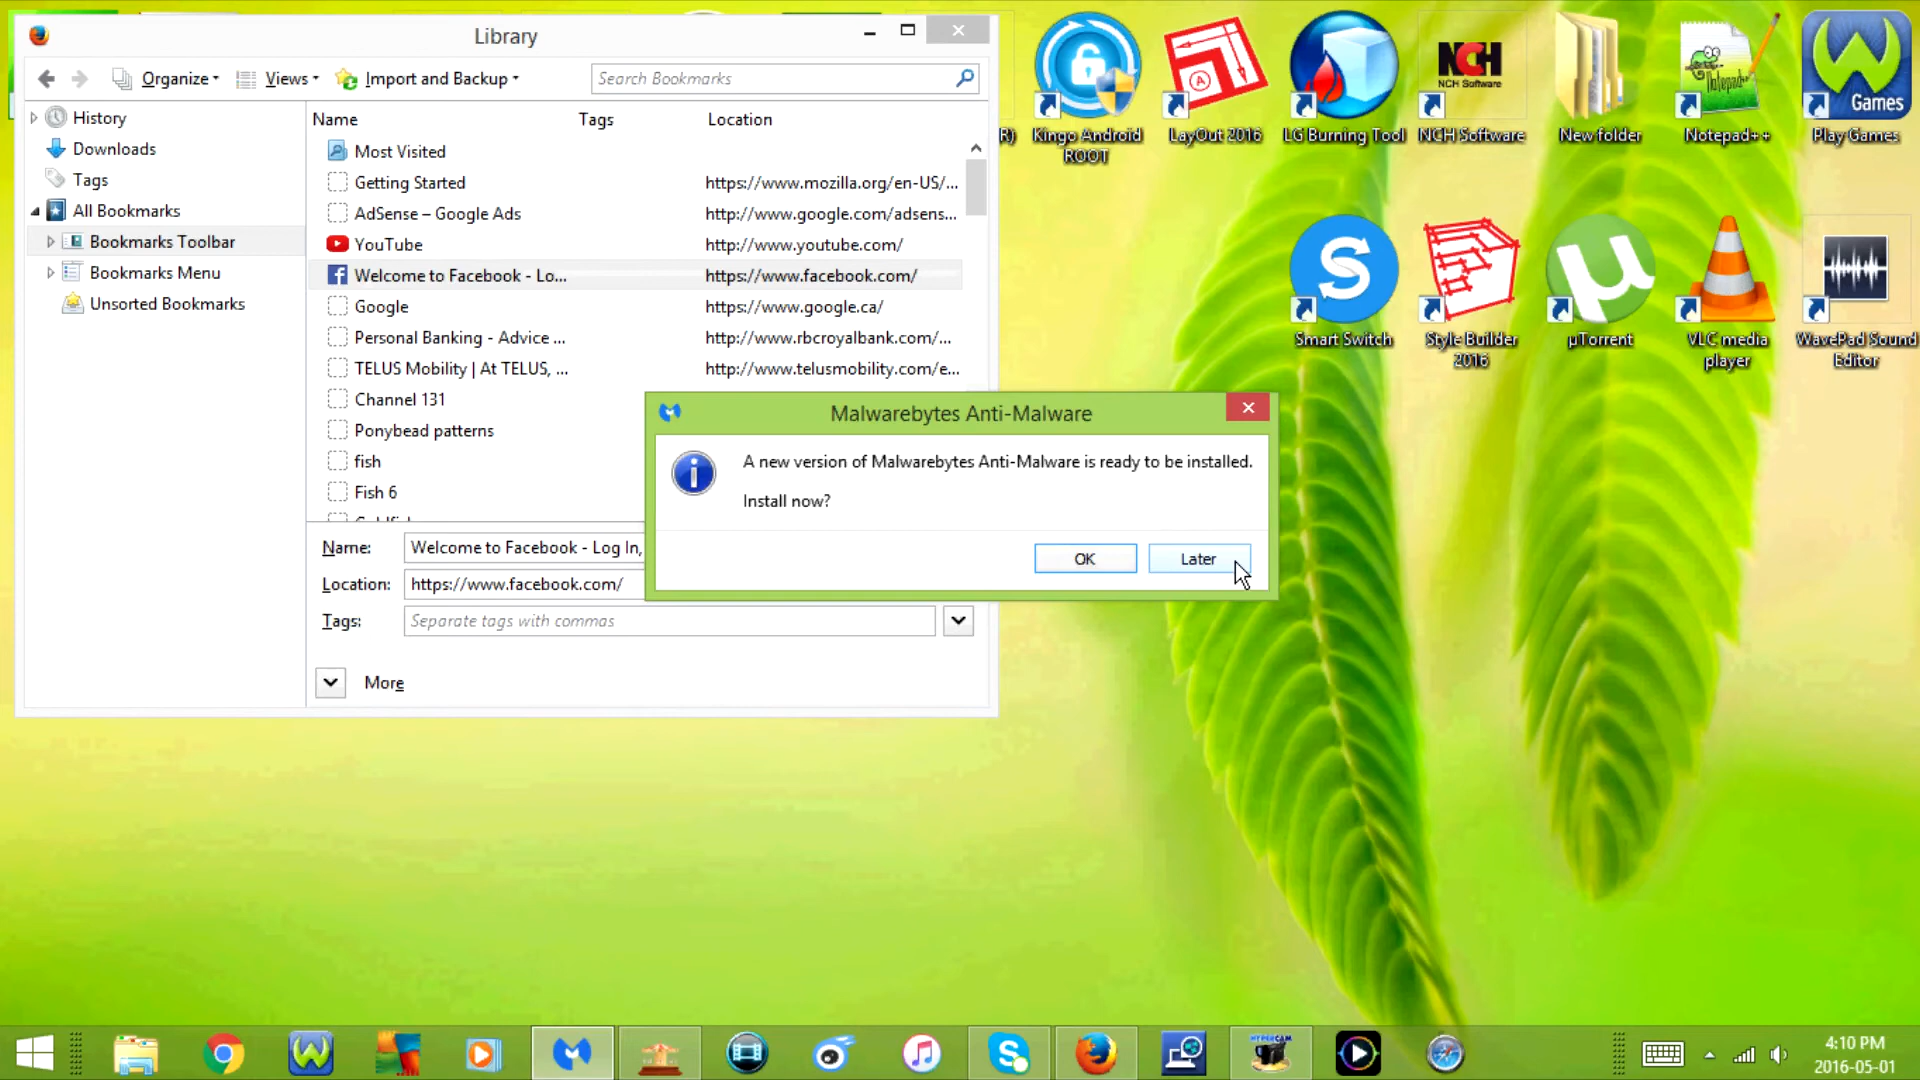 Library
Organize
Views
Import and Backup
Search Bookmarks
History
Downloads
Tags
All Bookmarks
Bookmarks Toolbar
Bookmarks Menu
Unsorted Bookmarks
Name Tags Location
Most Visited
Getting Started https://www.mozilla.org/en-US/...
AdSense – Google Ads http://www.google.com/adsens...
YouTube http://www.youtube.com/
Welcome to Facebook - Lo... https://www.facebook.com/
Google https://www.google.ca/
Personal Banking - Advice ... http://www.rbcroyalbank.com/...
TELUS Mobility | At TELUS, ... http://www.telusmobility.com/e...
Channel 131
Ponybead patterns
fish
Fish 6
Name: Welcome to Facebook - Log In,
Location: https://www.facebook.com/
Tags: Separate tags with commas
More
Malwarebytes Anti-Malware
A new version of Malwarebytes Anti-Malware is ready to be installed.
Install now?
OK
Later
R)
Kingo Android
ROOT
A
LayOut 2016
LG Burning Tool
NCH
NCH Software
NCH Software
New folder
Notepad++
Notepad++
W
Games
Play Games
S
Smart Switch
Style Builder
2016
µ
µTorrent
VLC media
player
WavePad Sound
Editor
W
S
HYPERCAM
4:10 PM
2016-05-01